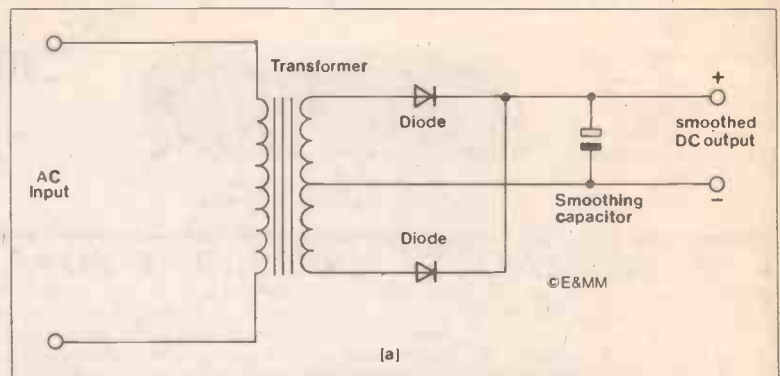 Transformer
Diode
+
smoothed
DC output
AC
Input
Smoothing
capacitor
–
Diode
©E&MM
[a]